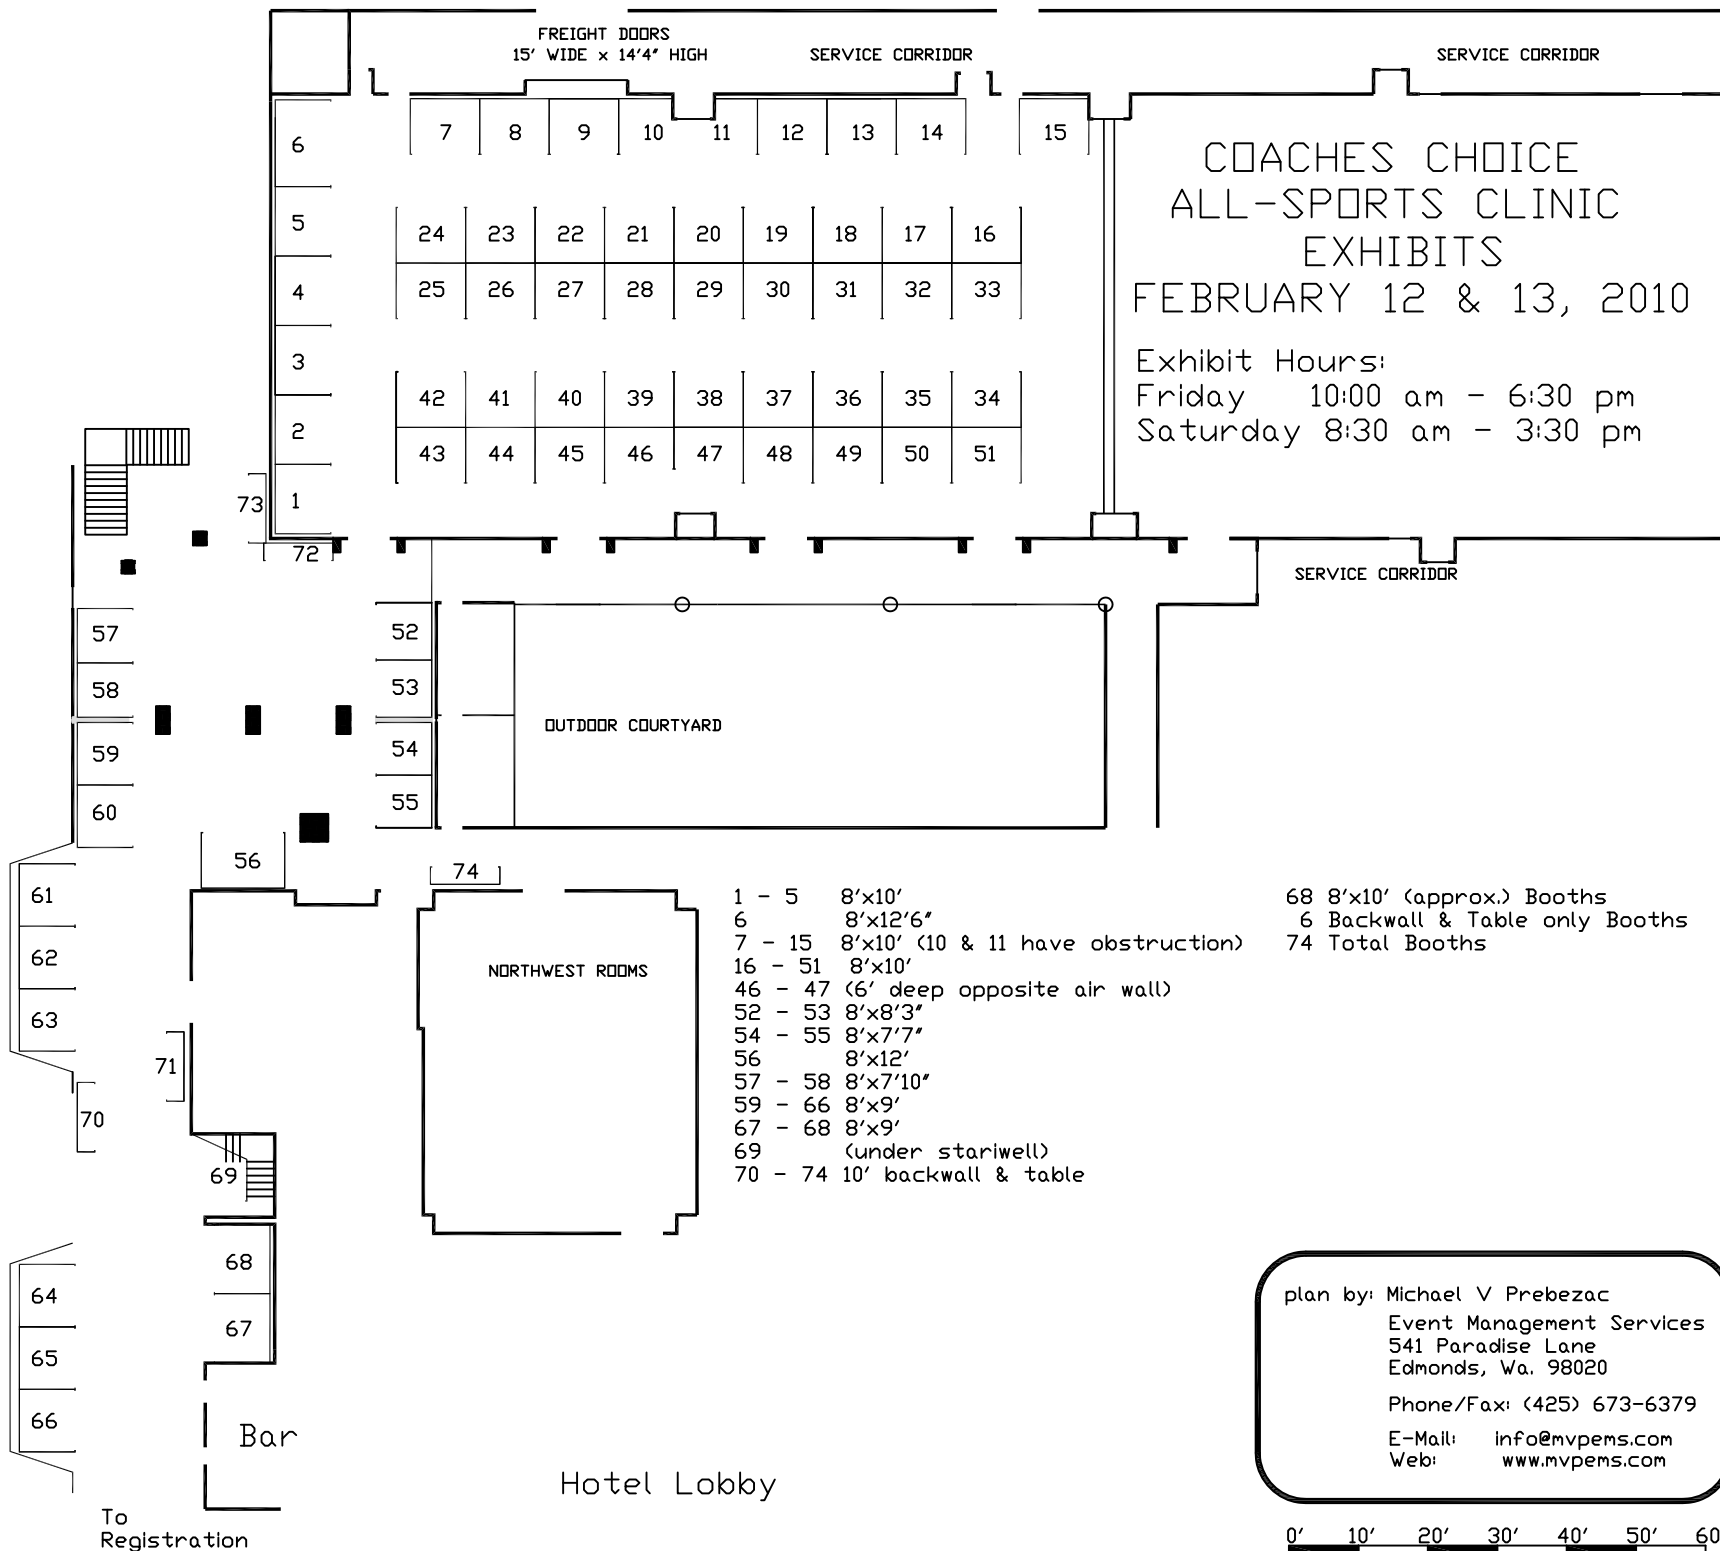 FREIGHT DOORS
15' WIDE x 14'4" HIGH
SERVICE CORRIDOR
SERVICE CORRIDOR
6
7 8 9 10 11 12 13 14 15
COACHES CHOICE
ALL-SPORTS CLINIC
EXHIBITS
FEBRUARY 12 & 13, 2010
Exhibit Hours:
Friday 10:00 am - 6:30 pm
Saturday 8:30 am - 3:30 pm
5
24 23 22 21 20 19 18 17 16
4
25 26 27 28 29 30 31 32 33
3
42 41 40 39 38 37 36 35 34
2
43 44 45 46 47 48 49 50 51
1
73
72
SERVICE CORRIDOR
57
52
58
53
OUTDOOR COURTYARD
59
54
60
55
56
74
61
62
63
NORTHWEST ROOMS
1 - 5 8'x10'
6 8'x12'6"
7 - 15 8'x10' (10 & 11 have obstruction)
16 - 51 8'x10'
46 - 47 (6' deep opposite air wall)
52 - 53 8'x8'3"
54 - 55 8'x7'7"
56 8'x12'
57 - 58 8'x7'10"
59 - 66 8'x9'
67 - 68 8'x9'
69 (under stariwell)
70 - 74 10' backwall & table
68 8'x10' (approx.) Booths
6 Backwall & Table only Booths
74 Total Booths
71
70
69
68
64
67
65
66
Bar
Hotel Lobby
To
Registration
plan by: Michael V Prebezac
Event Management Services
541 Paradise Lane
Edmonds, Wa. 98020
Phone/Fax: (425) 673-6379
E-Mail: info@mvpems.com
Web: www.mvpems.com
0' 10' 20' 30' 40' 50' 60